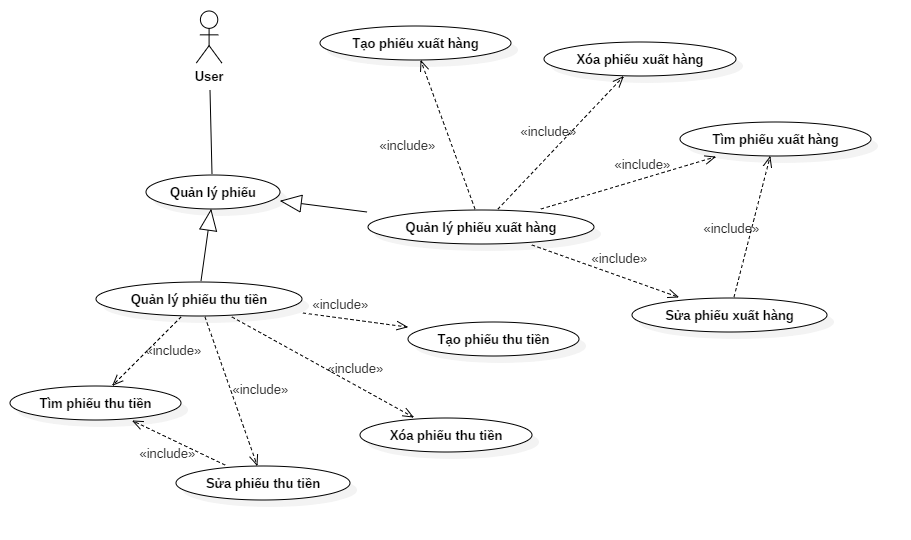 User
Tạo phiếu xuất hàng
Xóa phiếu xuất hàng
«include»
«include»
Tìm phiếu xuất hàng
«include»
Quản lý phiếu
Quản lý phiếu xuất hàng
«include»
«include»
Quản lý phiếu thu tiền
«include»
Sửa phiếu xuất hàng
Tạo phiếu thu tiền
«include»
«include»
«include»
Tìm phiếu thu tiền
Xóa phiếu thu tiền
«include»
Sửa phiếu thu tiền